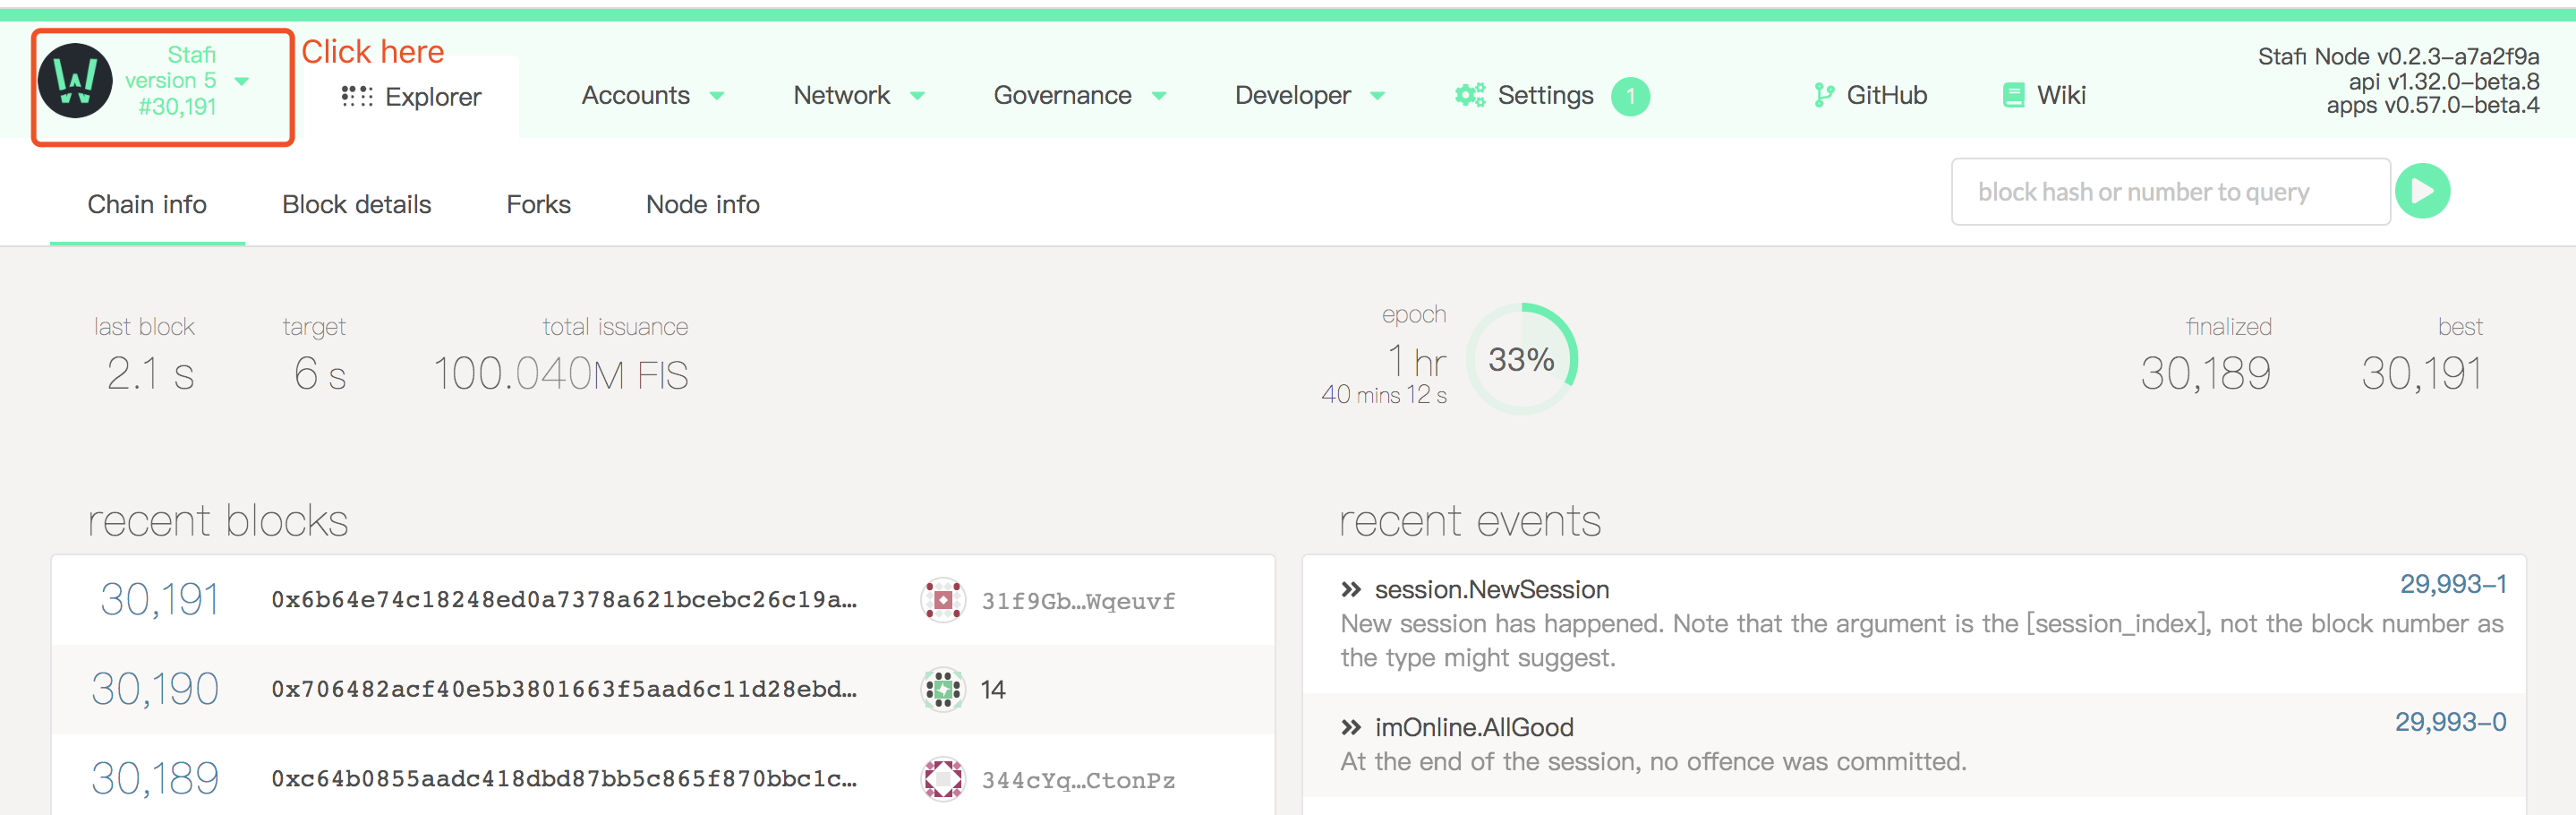 Stafi
version 5
#30,191
Click here
Explorer
Accounts
Network
Governance
Developer
Settings
1
GitHub
Wiki
Stafi Node v0.2.3-a7a2f9a
api v1.32.0-beta.8
apps v0.57.0-beta.4
Chain info
Block details
Forks
Node info
block hash or number to query
last block
2.1 s
target
6 s
total issuance
100.040M FIS
epoch
1 hr
40 mins 12 s
33%
finalized
30,189
best
30,191
recent blocks
30,191 0x6b64e74c18248ed0a7378a621bcebc26c19a… 31f9Gb…Wqeuvf
30,190 0x706482acf40e5b3801663f5aad6c11d28ebd… 14
30,189 0xc64b0855aadc418dbd87bb5c865f870bbc1c… 344cYq…CtonPz
recent events
session.NewSession 29,993-1
New session has happened. Note that the argument is the [session_index], not the block number as
the type might suggest.
imOnline.AllGood 29,993-0
At the end of the session, no offence was committed.